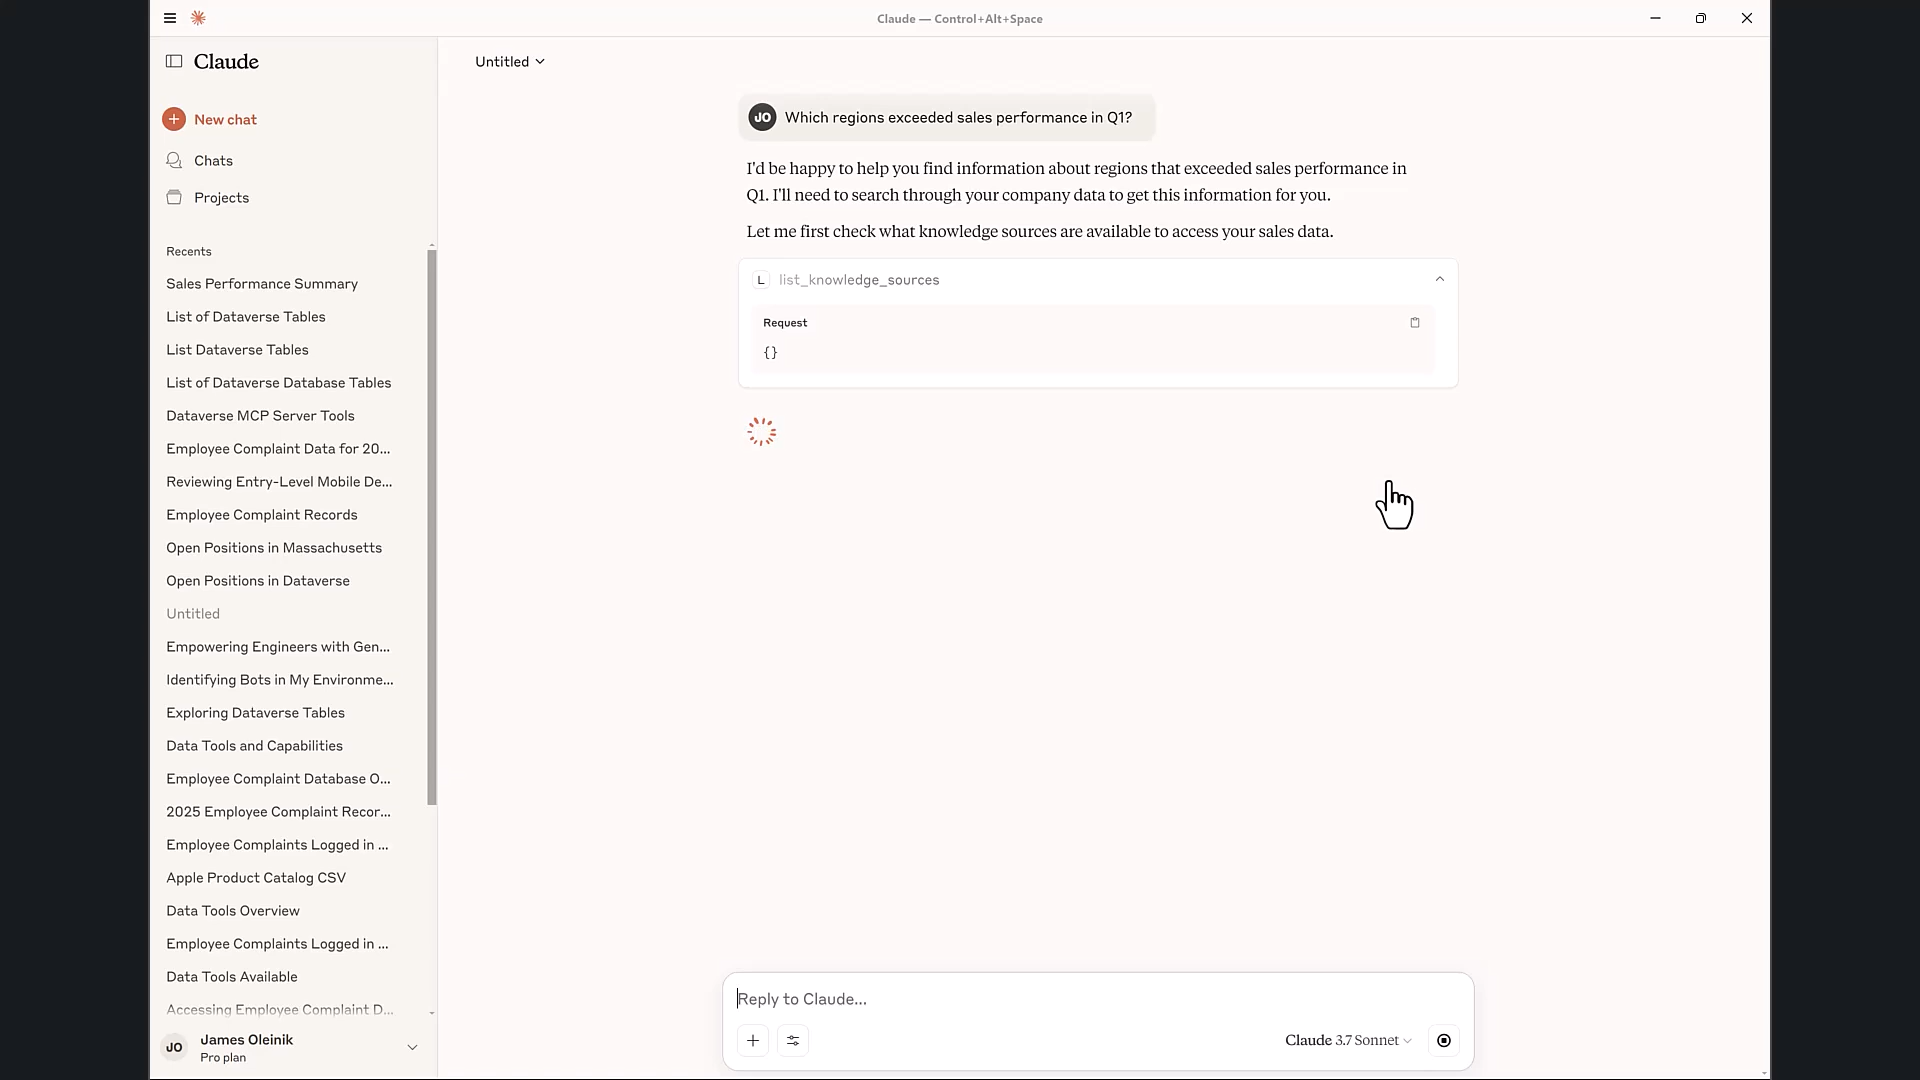 Claude — Control+Alt+Space
Claude
New chat
Chats
Projects
Recents
Sales Performance Summary
List of Dataverse Tables
List Dataverse Tables
List of Dataverse Database Tables
Dataverse MCP Server Tools
Employee Complaint Data for 20...
Reviewing Entry-Level Mobile De...
Employee Complaint Records
Open Positions in Massachusetts
Open Positions in Dataverse
Untitled
Empowering Engineers with Gen...
Identifying Bots in My Environme...
Exploring Dataverse Tables
Data Tools and Capabilities
Employee Complaint Database O...
2025 Employee Complaint Recor...
Employee Complaints Logged in ...
Apple Product Catalog CSV
Data Tools Overview
Employee Complaints Logged in ...
Data Tools Available
Accessing Employee Complaint D...
JO James Oleinik
Pro plan
Untitled
JO Which regions exceeded sales performance in Q1?
I'd be happy to help you find information about regions that exceeded sales performance in
Q1. I'll need to search through your company data to get this information for you.
Let me first check what knowledge sources are available to access your sales data.
L list_knowledge_sources
Request
{}
Reply to Claude...
Claude 3.7 Sonnet